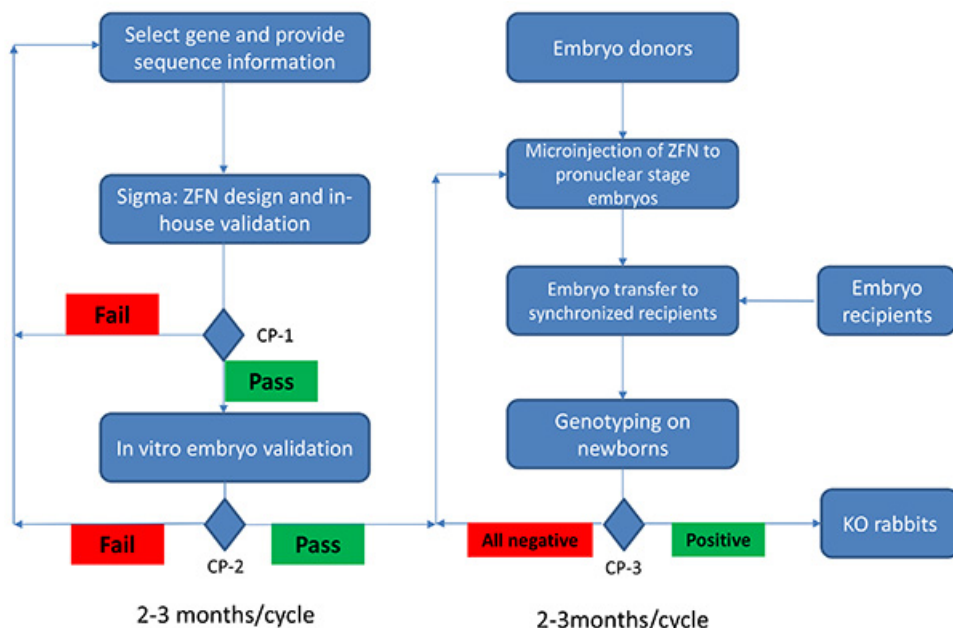 Select gene and provide
sequence information
Sigma: ZFN design and in-
house validation
Fail
CP-1
Pass
In vitro embryo validation
Fail
Pass
CP-2
2-3 months/cycle
Embryo donors
Microinjection of ZFN to
pronuclear stage
embryos
Embryo transfer to
synchronized recipients
Embryo
recipients
Genotyping on
newborns
All negative
Positive
KO rabbits
CP-3
2-3months/cycle